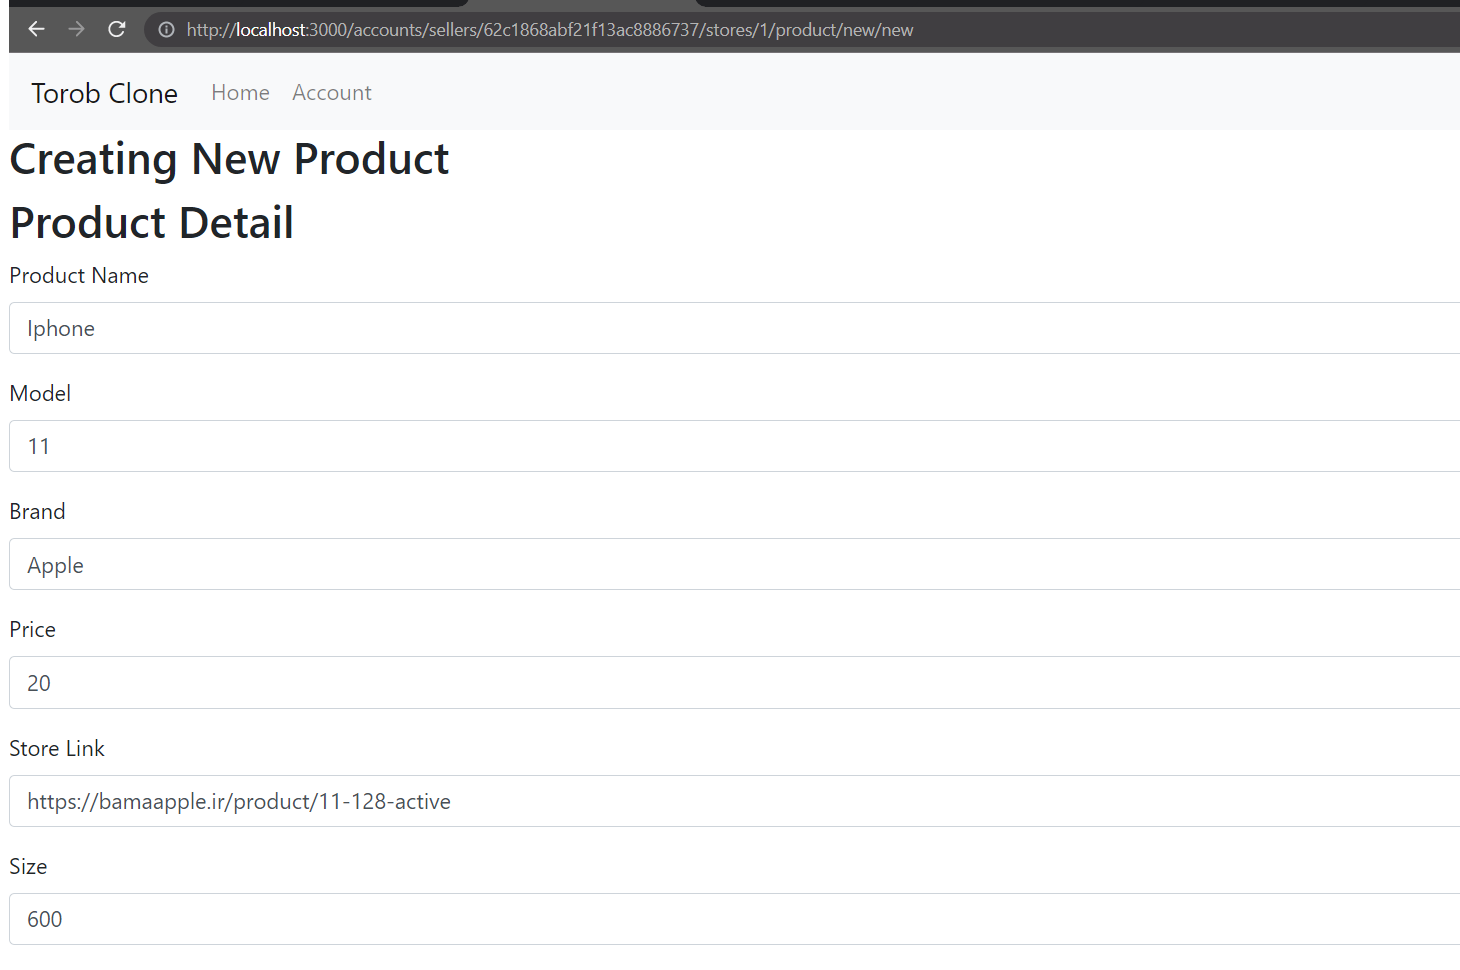 http://localhost:3000/accounts/sellers/62c1868abf21f13ac8886737/stores/1/product/new/new
Torob Clone Home Account
Creating New Product
Product Detail
Product Name
Iphone
Model
11
Brand
Apple
Price
20
Store Link
https://bamaapple.ir/product/11-128-active
Size
600